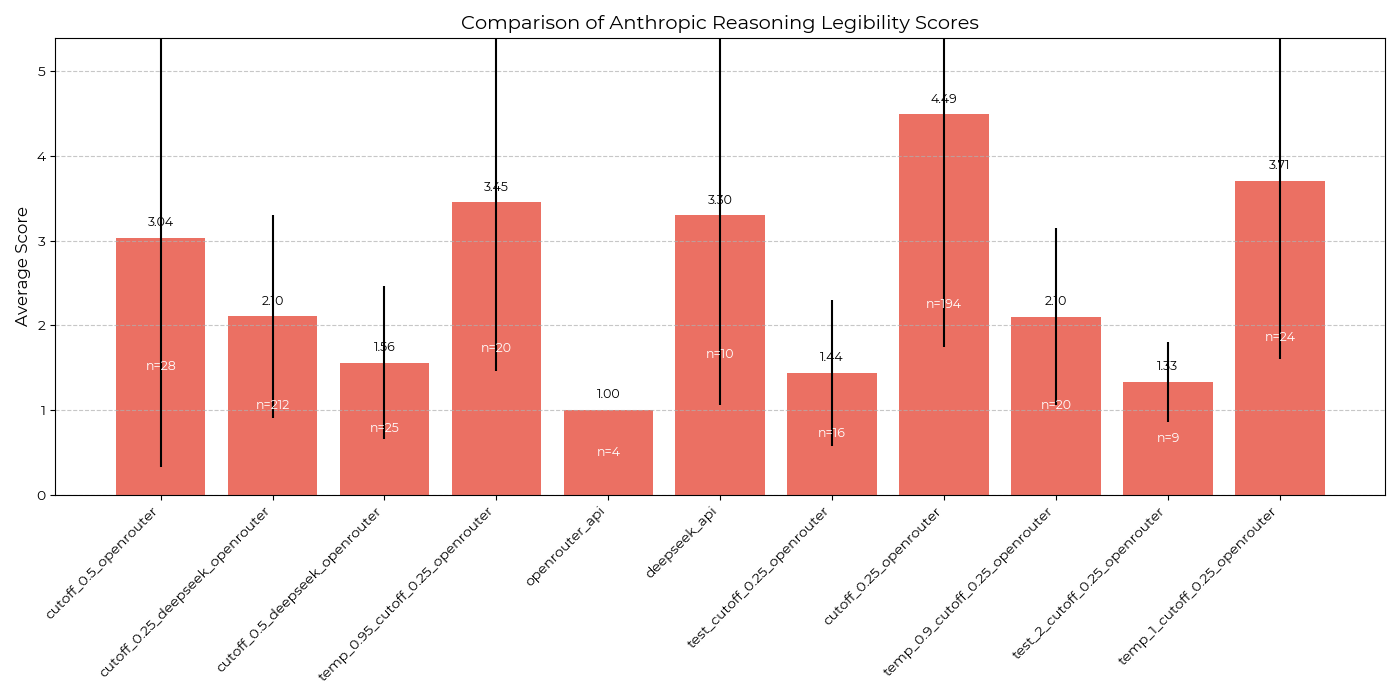 Comparison of Anthropic Reasoning Legibility Scores
Average Score
5
4
3
2
1
0
3.04
2.10
1.56
3.45
1.00
3.30
1.44
4.49
2.10
1.33
3.71
n=28
n=212
n=25
n=20
n=4
n=10
n=16
n=194
n=20
n=9
n=24
cutoff_0.5_openrouter
cutoff_0.25_deepseek_openrouter
cutoff_0.5_deepseek_openrouter
temp_0.95_cutoff_0.25_openrouter
openrouter_api
deepseek_api
test_cutoff_0.25_openrouter
cutoff_0.25_openrouter
temp_0.9_cutoff_0.25_openrouter
test_2_cutoff_0.25_openrouter
temp_1_cutoff_0.25_openrouter